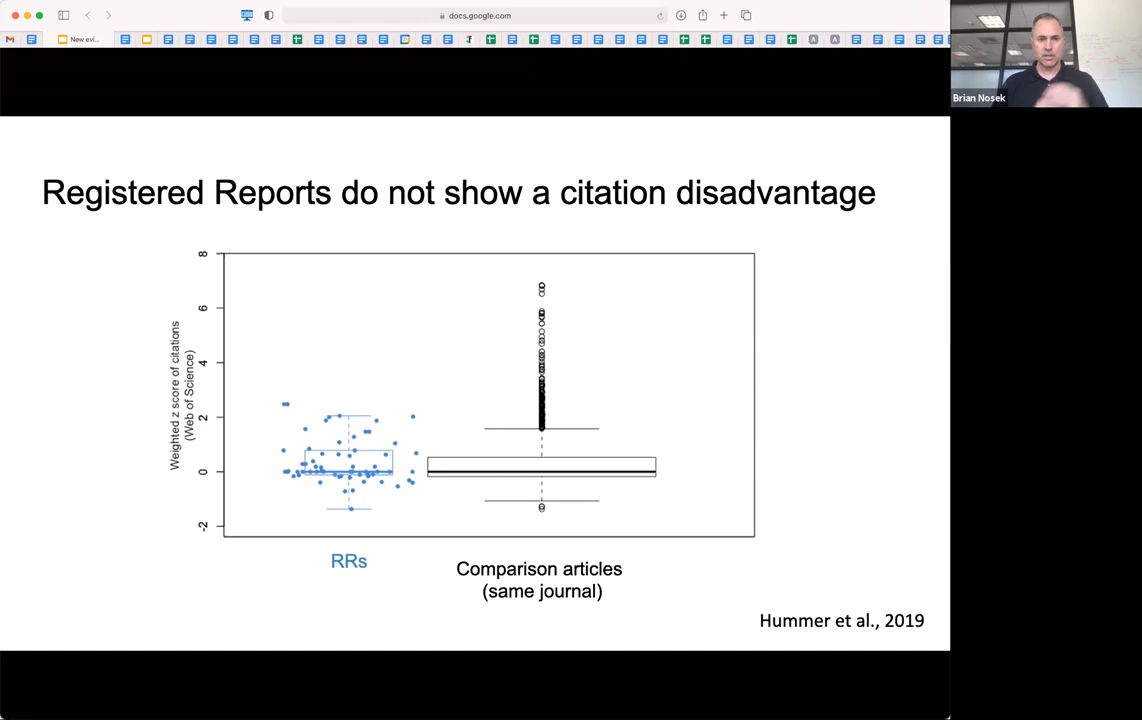 docs.google.com
New evi...
Brian Nosek
Registered Reports do not show a citation disadvantage
Weighted z score of citations
(Web of Science)
8
6
4
2
0
-2
RRs
Comparison articles
(same journal)
Hummer et al., 2019